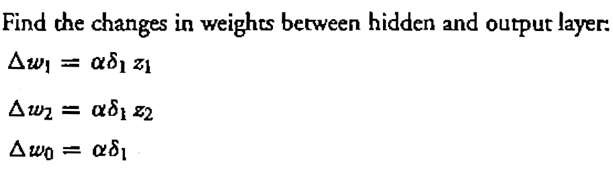 Find the changes in weights between hidden and output layer:
Δw₁ = αδ₁ z₁
Δw₂ = αδ₁ z₂
Δw₀ = αδ₁